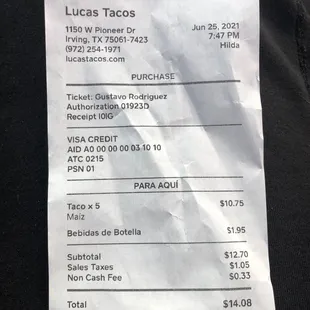 Lucas Tacos
1150 W Pioneer Dr
Irving, TX 75061-7423
(972) 254-1971
lucastacos.com
Jun 25, 2021
7:47 PM
Hilda
PURCHASE
Ticket: Gustavo Rodriguez
Authorization 01923D
Receipt I0IG
VISA CREDIT
AID A0 00 00 00 03 10 10
ATC 0215
PSN 01
PARA AQUÍ
Taco x 5 $10.75
Maíz
Bebidas de Botella $1.95
Subtotal $12.70
Sales Taxes $1.05
Non Cash Fee $0.33
Total $14.08